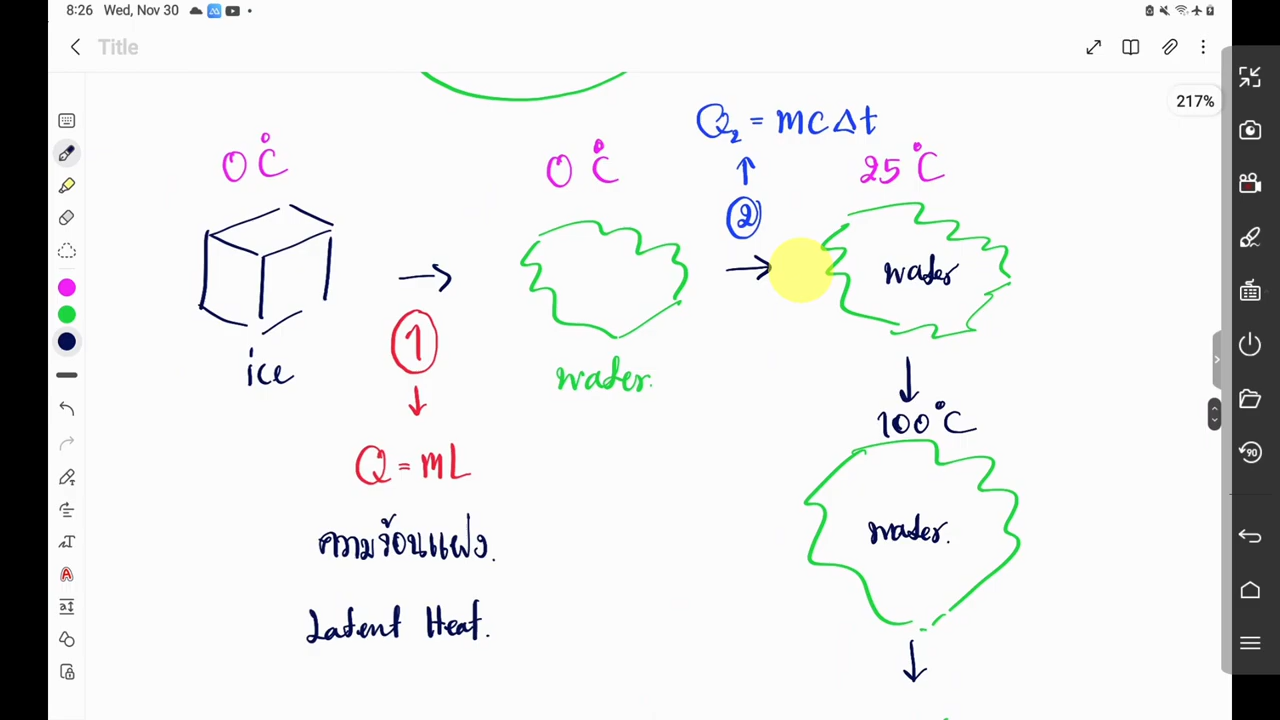 8:26 Wed, Nov 30
Title
217%
Q₂ = mcΔt
0°C
0°C
25°C
②
water
①
ice
water.
100°C
Q = mL
water.
ความร้อนแฝง.
Latent Heat.
90